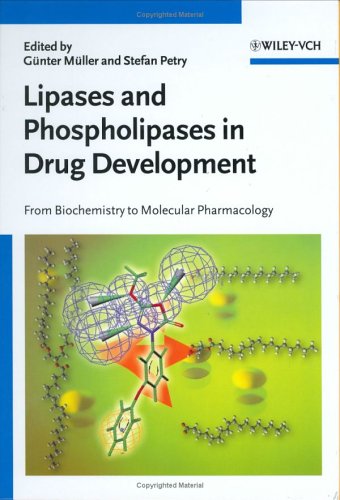 Copyrighted Material
Edited by
Günter Müller and Stefan Petry
WILEY-VCH
Lipases and
Phospholipases in
Drug Development
From Biochemistry to Molecular Pharmacology
Copyrighted Material